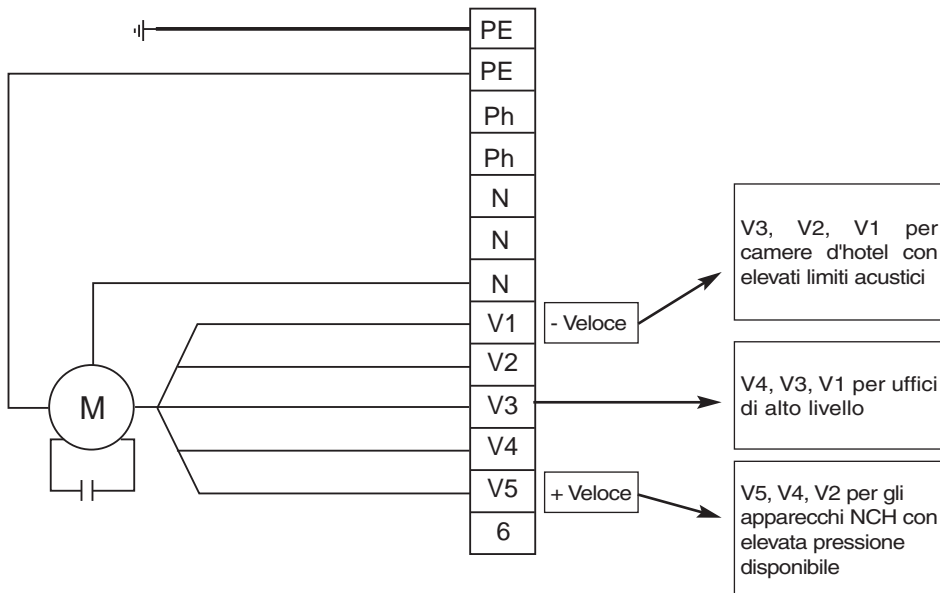 PE
PE
Ph
Ph
N
N
N
V1
V2
V3
V4
V5
6
M
- Veloce
+ Veloce
V3, V2, V1 per
camere d'hotel con
elevati limiti acustici
V4, V3, V1 per uffici
di alto livello
V5, V4, V2 per gli
apparecchi NCH con
elevata pressione
disponibile